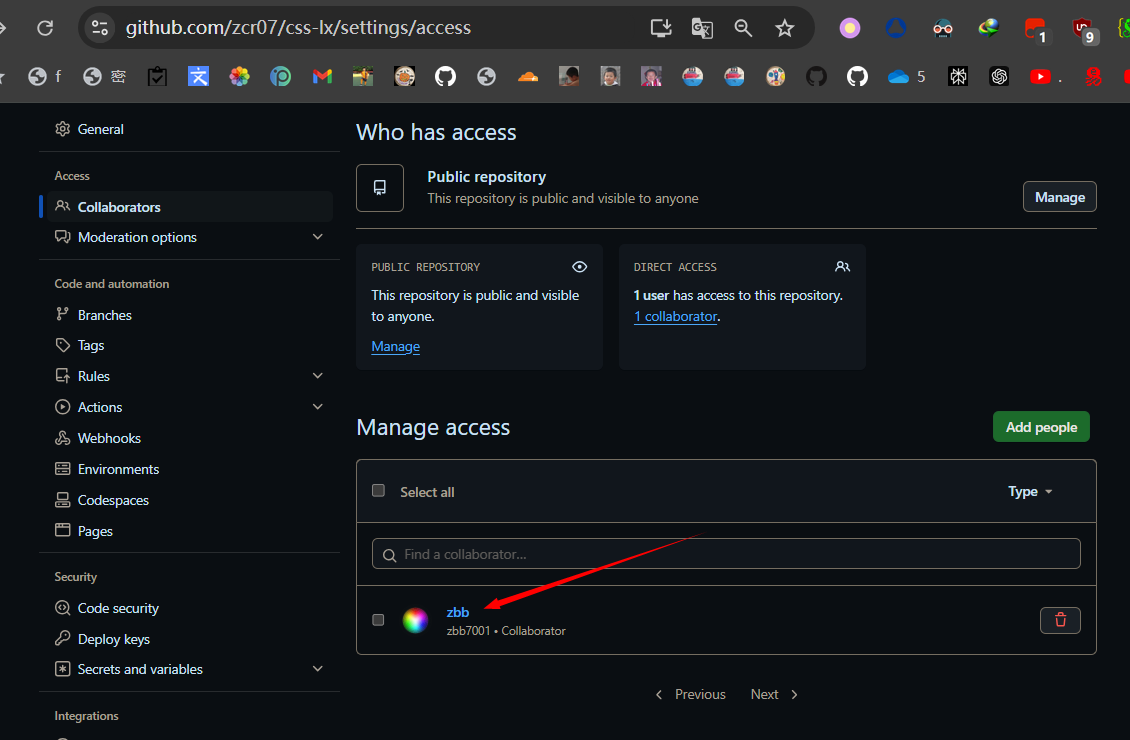 github.com/zcr07/css-lx/settings/access
1
9
f
密
文
5
.
General
Access
Collaborators
Moderation options
Code and automation
Branches
Tags
Rules
Actions
Webhooks
Environments
Codespaces
Pages
Security
Code security
Deploy keys
Secrets and variables
Integrations
Who has access
Public repository
This repository is public and visible to anyone
Manage
PUBLIC REPOSITORY
This repository is public and visible
to anyone.
Manage
DIRECT ACCESS
1 user has access to this repository.
1 collaborator.
Manage access
Add people
Select all
Type
Find a collaborator...
zbb
zbb7001 • Collaborator
Previous
Next